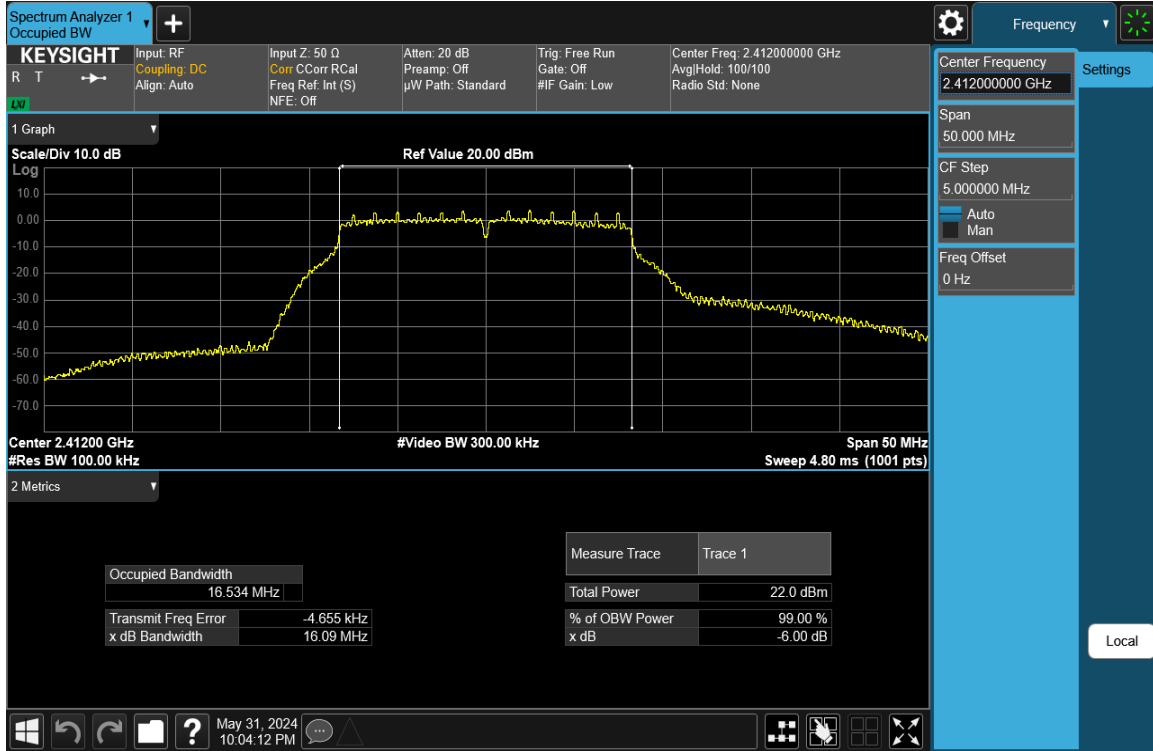 Spectrum Analyzer 1
Occupied BW
+
Frequency
KEYSIGHT
R T
LXI
Input: RF
Coupling: DC
Align: Auto
Input Z: 50 Ω
Corr CCorr RCal
Freq Ref: Int (S)
NFE: Off
Atten: 20 dB
Preamp: Off
µW Path: Standard
Trig: Free Run
Gate: Off
#IF Gain: Low
Center Freq: 2.412000000 GHz
Avg|Hold: 100/100
Radio Std: None
Center Frequency
2.412000000 GHz
Settings
Span
50.000 MHz
CF Step
5.000000 MHz
Auto
Man
Freq Offset
0 Hz
1 Graph
Scale/Div 10.0 dB
Ref Value 20.00 dBm
Log
10.0
0.00
-10.0
-20.0
-30.0
-40.0
-50.0
-60.0
-70.0
Center 2.41200 GHz
#Video BW 300.00 kHz
Span 50 MHz
#Res BW 100.00 kHz
Sweep 4.80 ms (1001 pts)
2 Metrics
Measure Trace Trace 1
Occupied Bandwidth
16.534 MHz
Total Power 22.0 dBm
Transmit Freq Error -4.655 kHz
% of OBW Power 99.00 %
x dB Bandwidth 16.09 MHz
x dB -6.00 dB
Local
?
May 31, 2024
10:04:12 PM